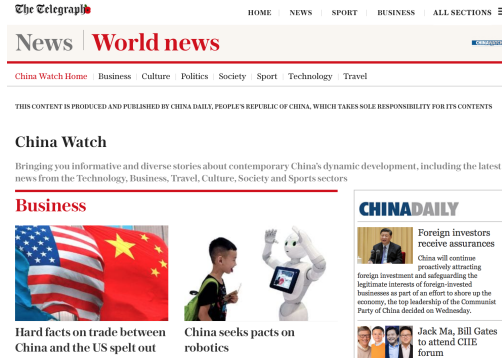 The Telegraph
HOME NEWS SPORT BUSINESS ALL SECTIONS
News World news
China Watch Home Business Culture Politics Society Sport Technology Travel
THIS CONTENT IS PRODUCED AND PUBLISHED BY CHINA DAILY, PEOPLE'S REPUBLIC OF CHINA, WHICH TAKES SOLE RESPONSIBILITY FOR ITS CONTENTS
China Watch
Bringing you informative and diverse stories about contemporary China's dynamic development, including the latest
news from the Technology, Business, Travel, Culture, Society and Sports sectors
Business
Hard facts on trade between
China and the US spelt out
China seeks pacts on
robotics
CHINADAILY
Foreign investors
receive assurances
China will continue
proactively attracting
foreign investment and safeguarding the
legitimate interests of foreign-invested
businesses as part of an effort to shore up the
economy, the top leadership of the Communist
Party of China decided on Wednesday.
Jack Ma, Bill Gates
to attend CIIE
forum